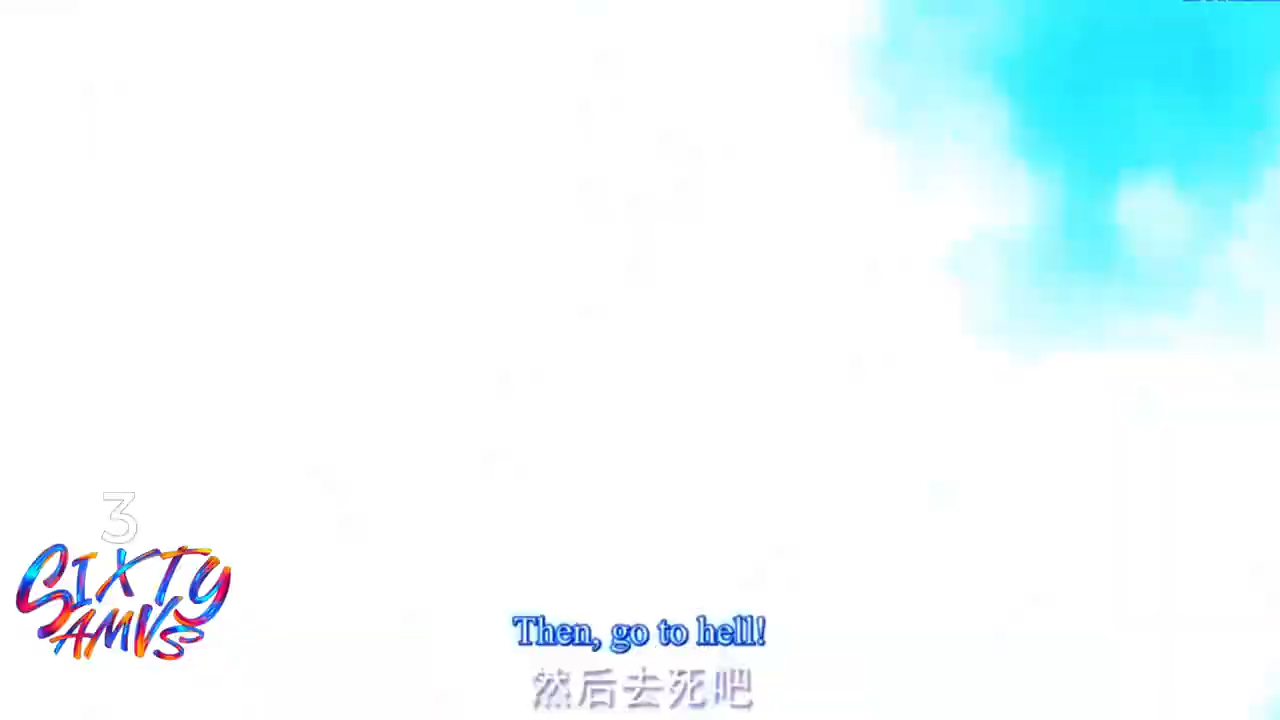 3
SIXTY
AMVS
Then, go to hell!
然后去死吧